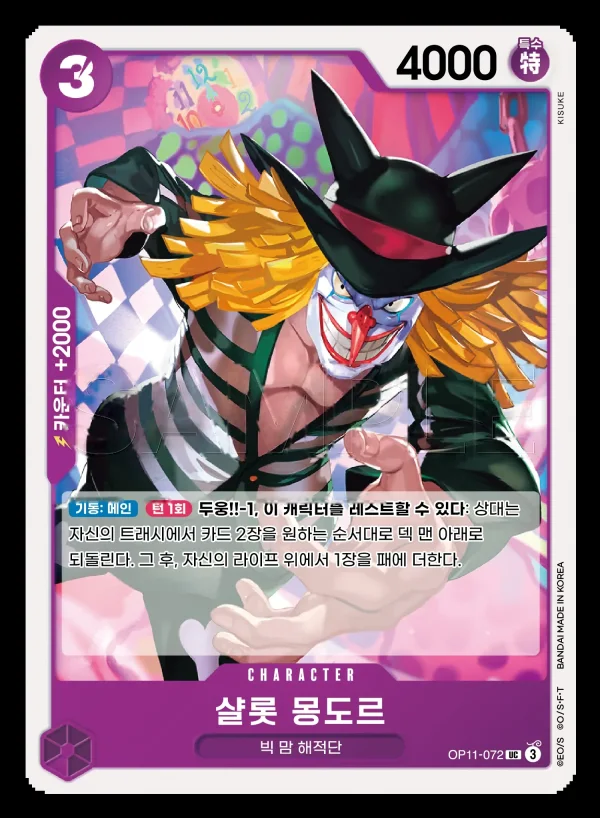 3
4000
특수
特
KISUKE
카운터 +2000
SAMPLE
기동: 메인 턴 1회 두웅!!-1, 이 캐릭터를 레스트할 수 있다: 상대는
자신의 트래시에서 카드 2장을 원하는 순서대로 덱 맨 아래로
되돌린다. 그 후, 자신의 라이프 위에서 1장을 패에 더한다.
CHARACTER
샬롯 몽도르
빅 맘 해적단
OP11-072 UC 3
©EO/S ©O/S·F·T BANDAI MADE IN KOREA